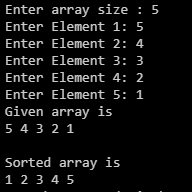 Enter array size : 5
Enter Element 1: 5
Enter Element 2: 4
Enter Element 3: 3
Enter Element 4: 2
Enter Element 5: 1
Given array is
5 4 3 2 1
Sorted array is
1 2 3 4 5